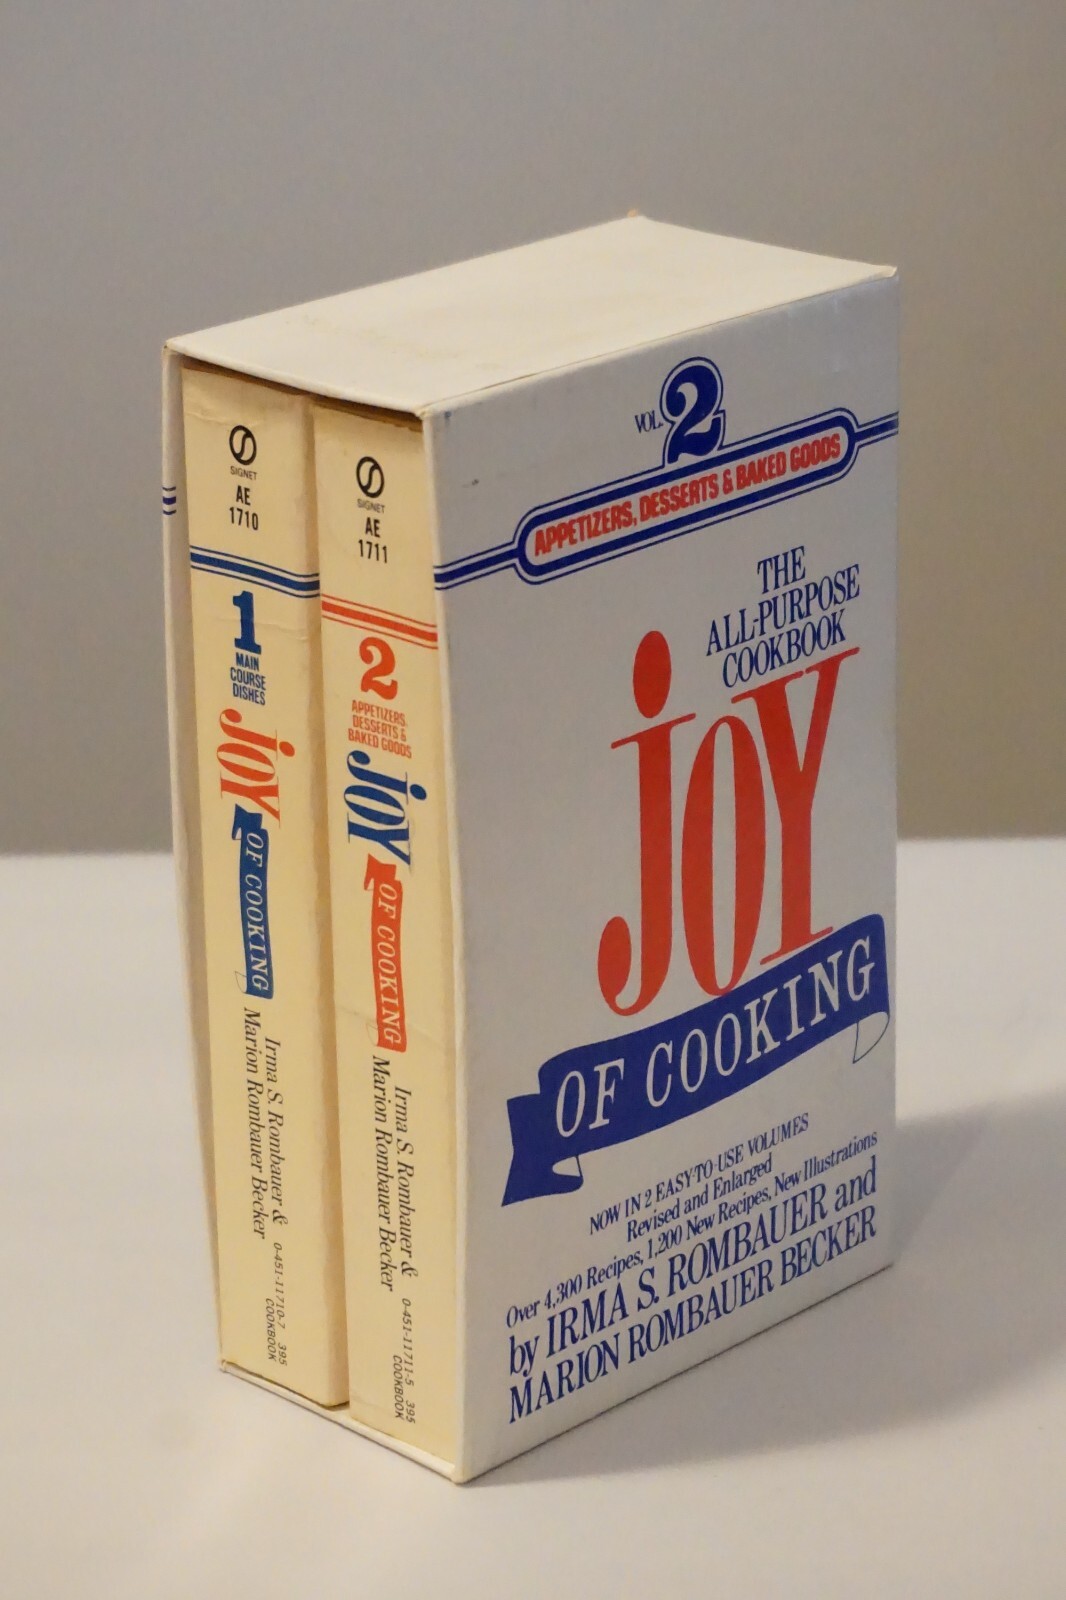 SIGNET
AE
1710
1
MAIN
COURSE
DISHES
JOY
OF COOKING
Irma S. Rombauer &
Marion Rombauer Becker
0-451-11710-7 395
COOKBOOK
SIGNET
AE
1711
2
APPETIZERS,
DESSERTS &
BAKED GOODS
JOY
OF COOKING
Irma S. Rombauer &
Marion Rombauer Becker
0-451-11711-5 395
COOKBOOK
VOL. 2
APPETIZERS, DESSERTS & BAKED GOODS
THE
ALL-PURPOSE
COOKBOOK
JOY
OF COOKING
NOW IN 2 EASY-TO-USE VOLUMES
Revised and Enlarged
Over 4,300 Recipes, 1,200 New Recipes, New Illustrations
by IRMA S. ROMBAUER and
MARION ROMBAUER BECKER